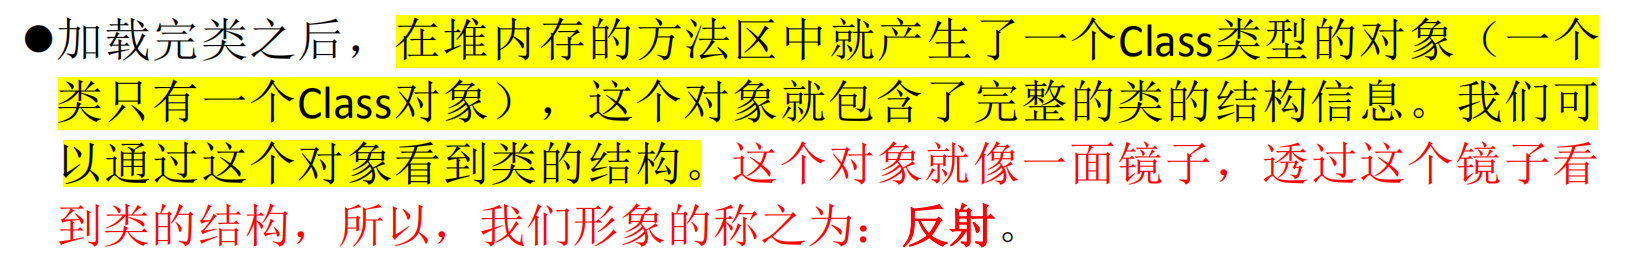 ●加载完类之后，在堆内存的方法区中就产生了一个Class类型的对象（一个
类只有一个Class对象），这个对象就包含了完整的类的结构信息。我们可
以通过这个对象看到类的结构。这个对象就像一面镜子，透过这个镜子看
到类的结构，所以，我们形象的称之为：反射。